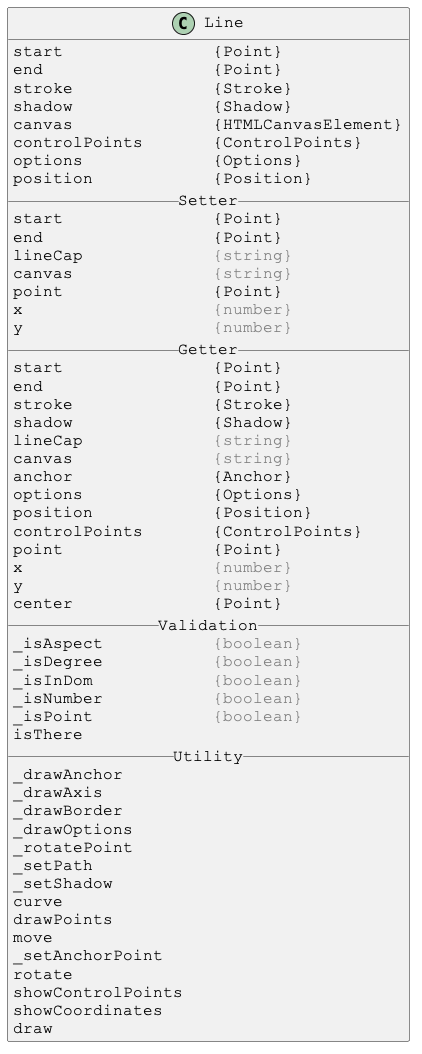 C Line
start {Point}
end {Point}
stroke {Stroke}
shadow {Shadow}
canvas {HTMLCanvasElement}
controlPoints {ControlPoints}
options {Options}
position {Position}
Setter
start {Point}
end {Point}
lineCap {string}
canvas {string}
point {Point}
x {number}
y {number}
Getter
start {Point}
end {Point}
stroke {Stroke}
shadow {Shadow}
lineCap {string}
canvas {string}
anchor {Anchor}
options {Options}
position {Position}
controlPoints {ControlPoints}
point {Point}
x {number}
y {number}
center {Point}
Validation
_isAspect {boolean}
_isDegree {boolean}
_isInDom {boolean}
_isNumber {boolean}
_isPoint {boolean}
isThere
Utility
_drawAnchor
_drawAxis
_drawBorder
_drawOptions
_rotatePoint
_setPath
_setShadow
curve
drawPoints
move
_setAnchorPoint
rotate
showControlPoints
showCoordinates
draw